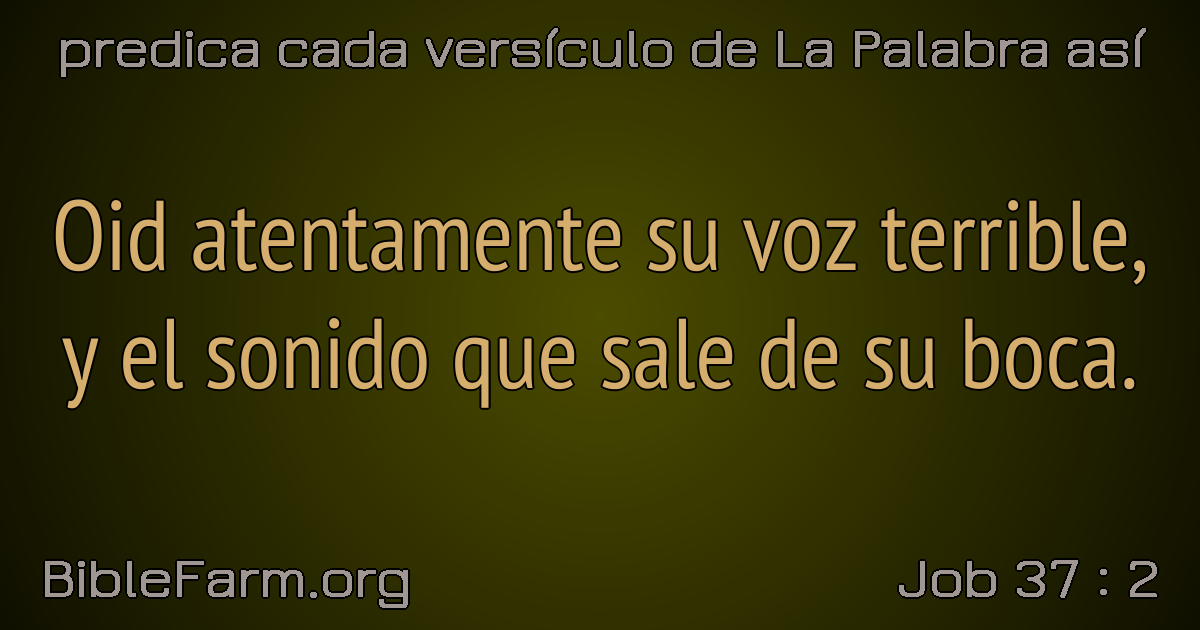 predica cada versículo de La Palabra así
Oid atentamente su voz terrible,
y el sonido que sale de su boca.
BibleFarm.org
Job 37 : 2